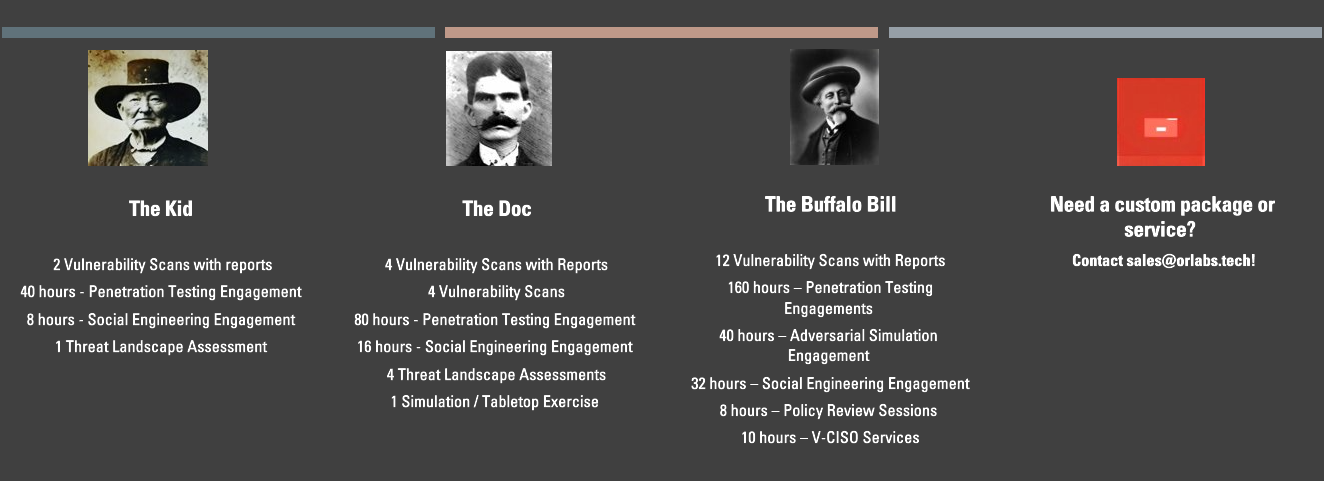 The Kid
2 Vulnerability Scans with reports
40 hours - Penetration Testing Engagement
8 hours - Social Engineering Engagement
1 Threat Landscape Assessment
The Doc
4 Vulnerability Scans with Reports
4 Vulnerability Scans
80 hours - Penetration Testing Engagement
16 hours - Social Engineering Engagement
4 Threat Landscape Assessments
1 Simulation / Tabletop Exercise
The Buffalo Bill
12 Vulnerability Scans with Reports
160 hours – Penetration Testing
Engagements
40 hours – Adversarial Simulation
Engagement
32 hours – Social Engineering Engagement
8 hours – Policy Review Sessions
10 hours – V-CISO Services
Need a custom package or
service?
Contact sales@orlabs.tech!